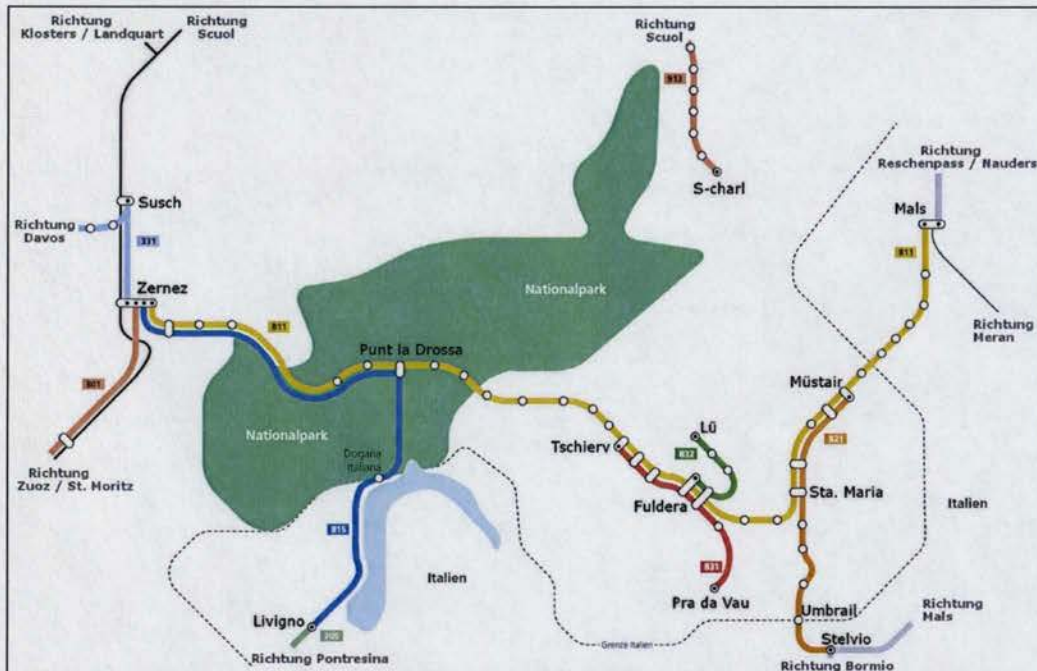 Richtung
Klosters / Landquart
Richtung
Scuol
Richtung
Scuol
913
S-charl
Richtung
Reschenpass / Nauders
Mals
811
Richtung
Meran
Susch
Richtung
Davos
331
Zernez
811
Nationalpark
Punt la Drossa
801
Nationalpark
Richtung
Zuoz / St. Moritz
Dogana
Italiana
815
Italien
Livigno
Richtung Pontresina
Tschierv
Lü
832
Fuldera
831
Pra da Vau
Müstair
821
Sta. Maria
Italien
Umbrail
Richtung
Mals
Stelvio
Richtung Bormio
Grenze Italien